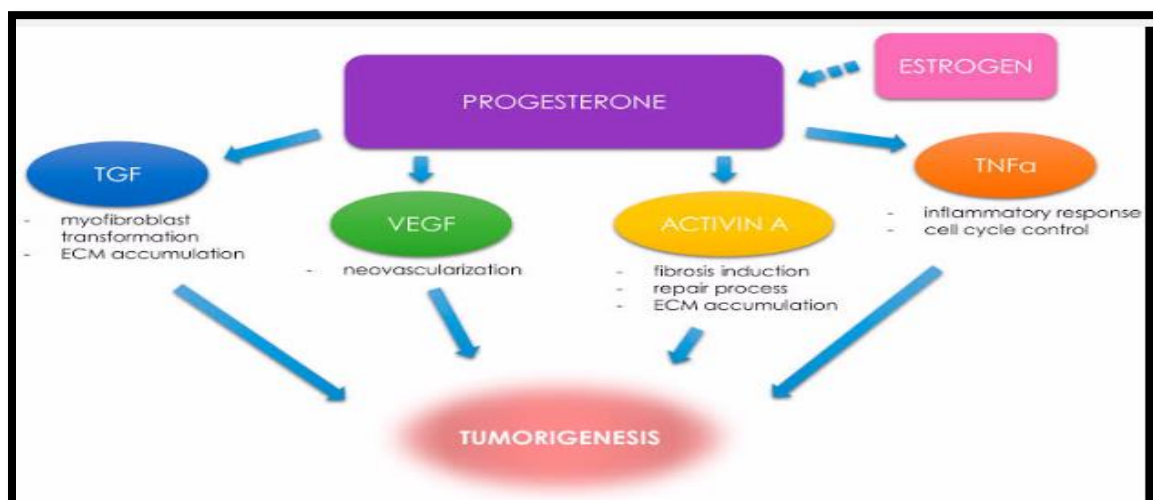 ESTROGEN
PROGESTERONE
TGF
- myofibroblast
transformation
- ECM accumulation
VEGF
- neovascularization
ACTIVIN A
- fibrosis induction
- repair process
- ECM accumulation
TNFα
- inflammatory response
- cell cycle control
TUMORIGENESIS